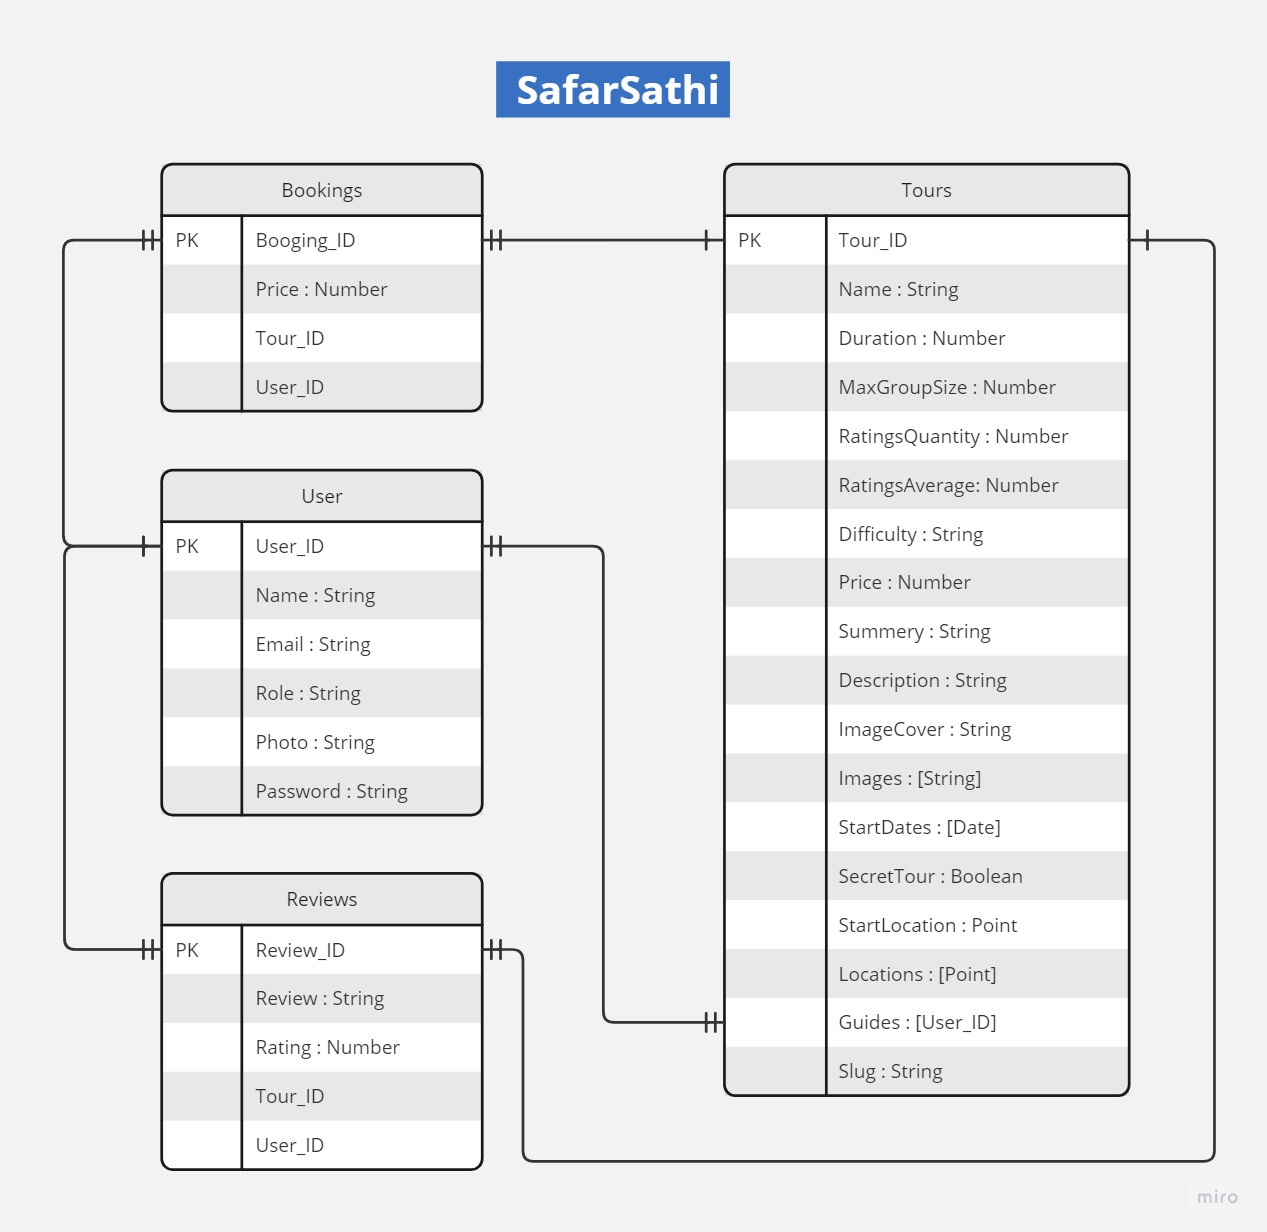 SafarSathi
Bookings
PK Booging_ID
Price : Number
Tour_ID
User_ID
User
PK User_ID
Name : String
Email : String
Role : String
Photo : String
Password : String
Reviews
PK Review_ID
Review : String
Rating : Number
Tour_ID
User_ID
Tours
PK Tour_ID
Name : String
Duration : Number
MaxGroupSize : Number
RatingsQuantity : Number
RatingsAverage: Number
Difficulty : String
Price : Number
Summery : String
Description : String
ImageCover : String
Images : [String]
StartDates : [Date]
SecretTour : Boolean
StartLocation : Point
Locations : [Point]
Guides : [User_ID]
Slug : String
miro